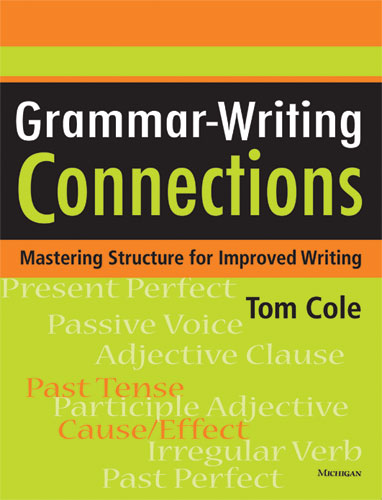 Grammar-Writing
Connections
Mastering Structure for Improved Writing
Present Perfect
Tom Cole
Passive Voice
Adjective Clause
Past Tense
Participle Adjective
Cause/Effect
Irregular Verb
Past Perfect
MICHIGAN